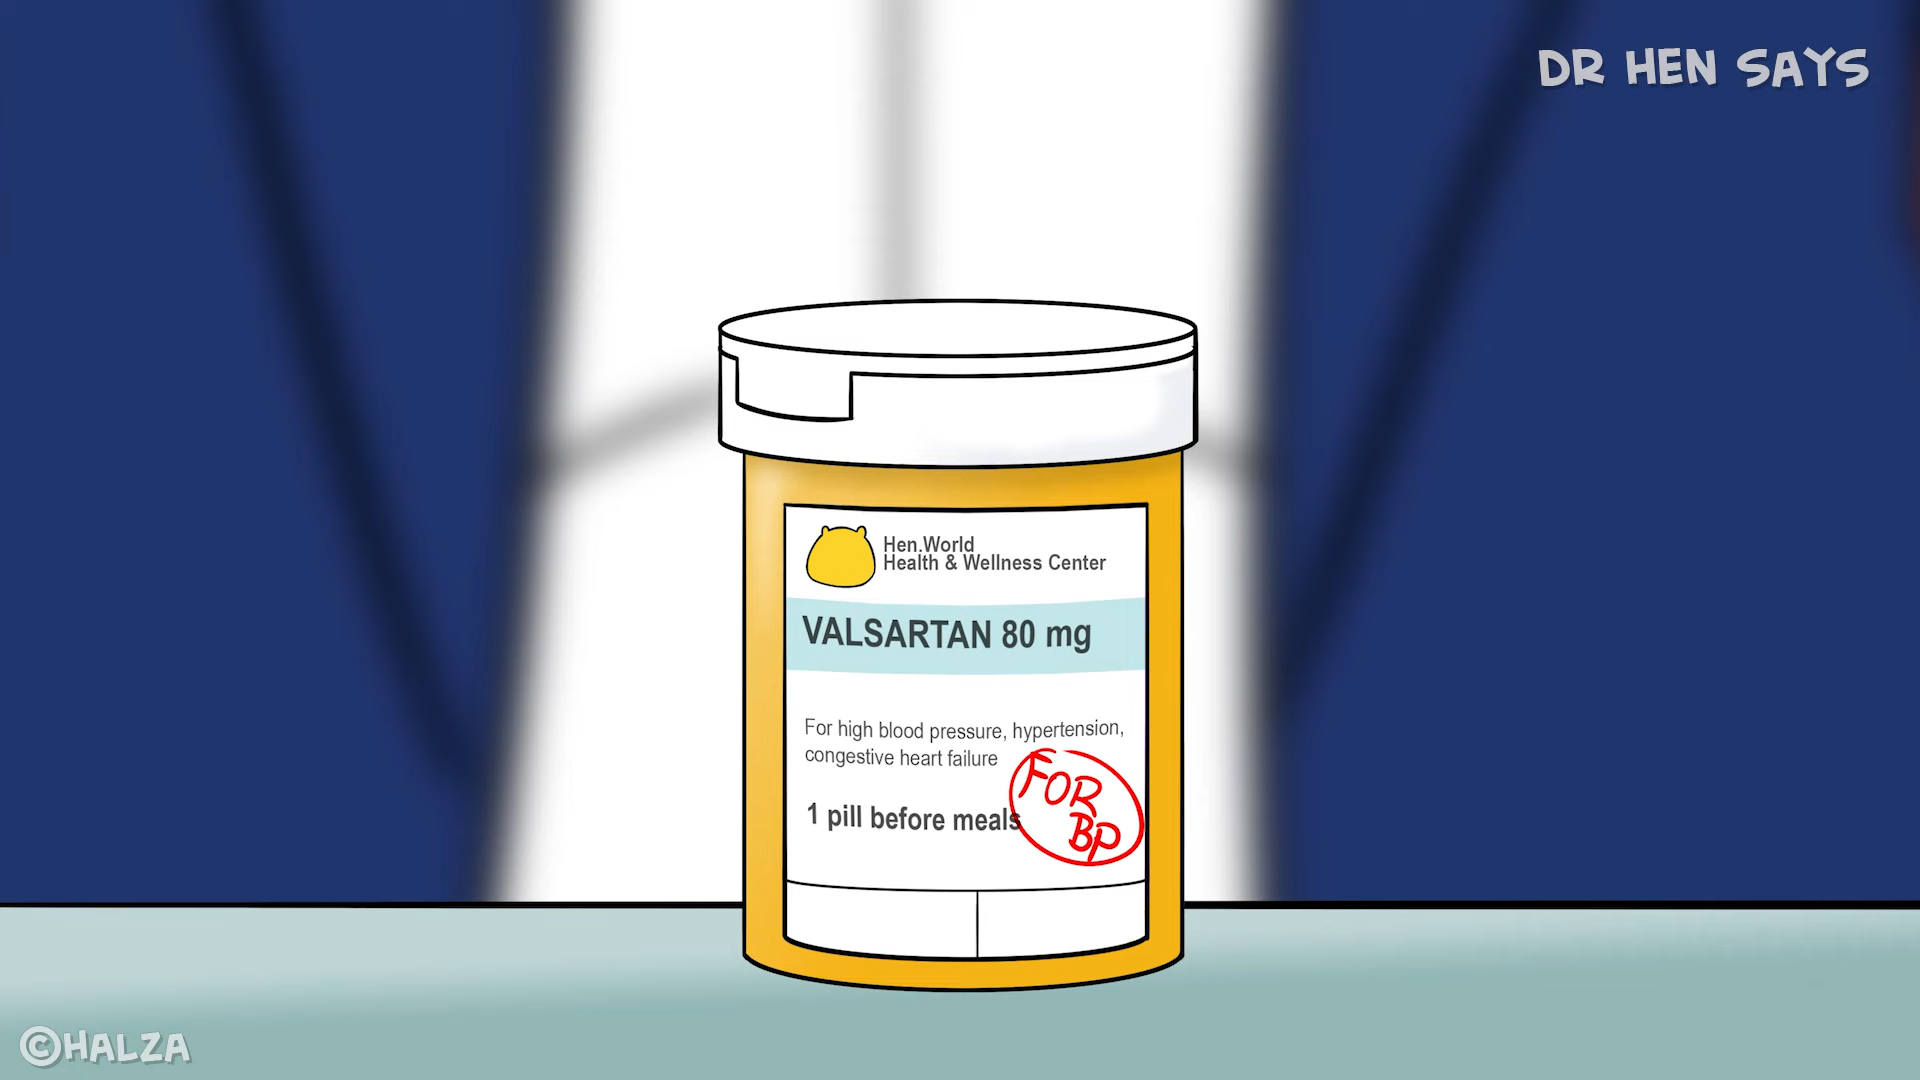 DR HEN SAYS
Hen.World
Health & Wellness Center
VALSARTAN 80 mg
For high blood pressure, hypertension,
congestive heart failure
1 pill before meals
FOR
BP
©HALZA